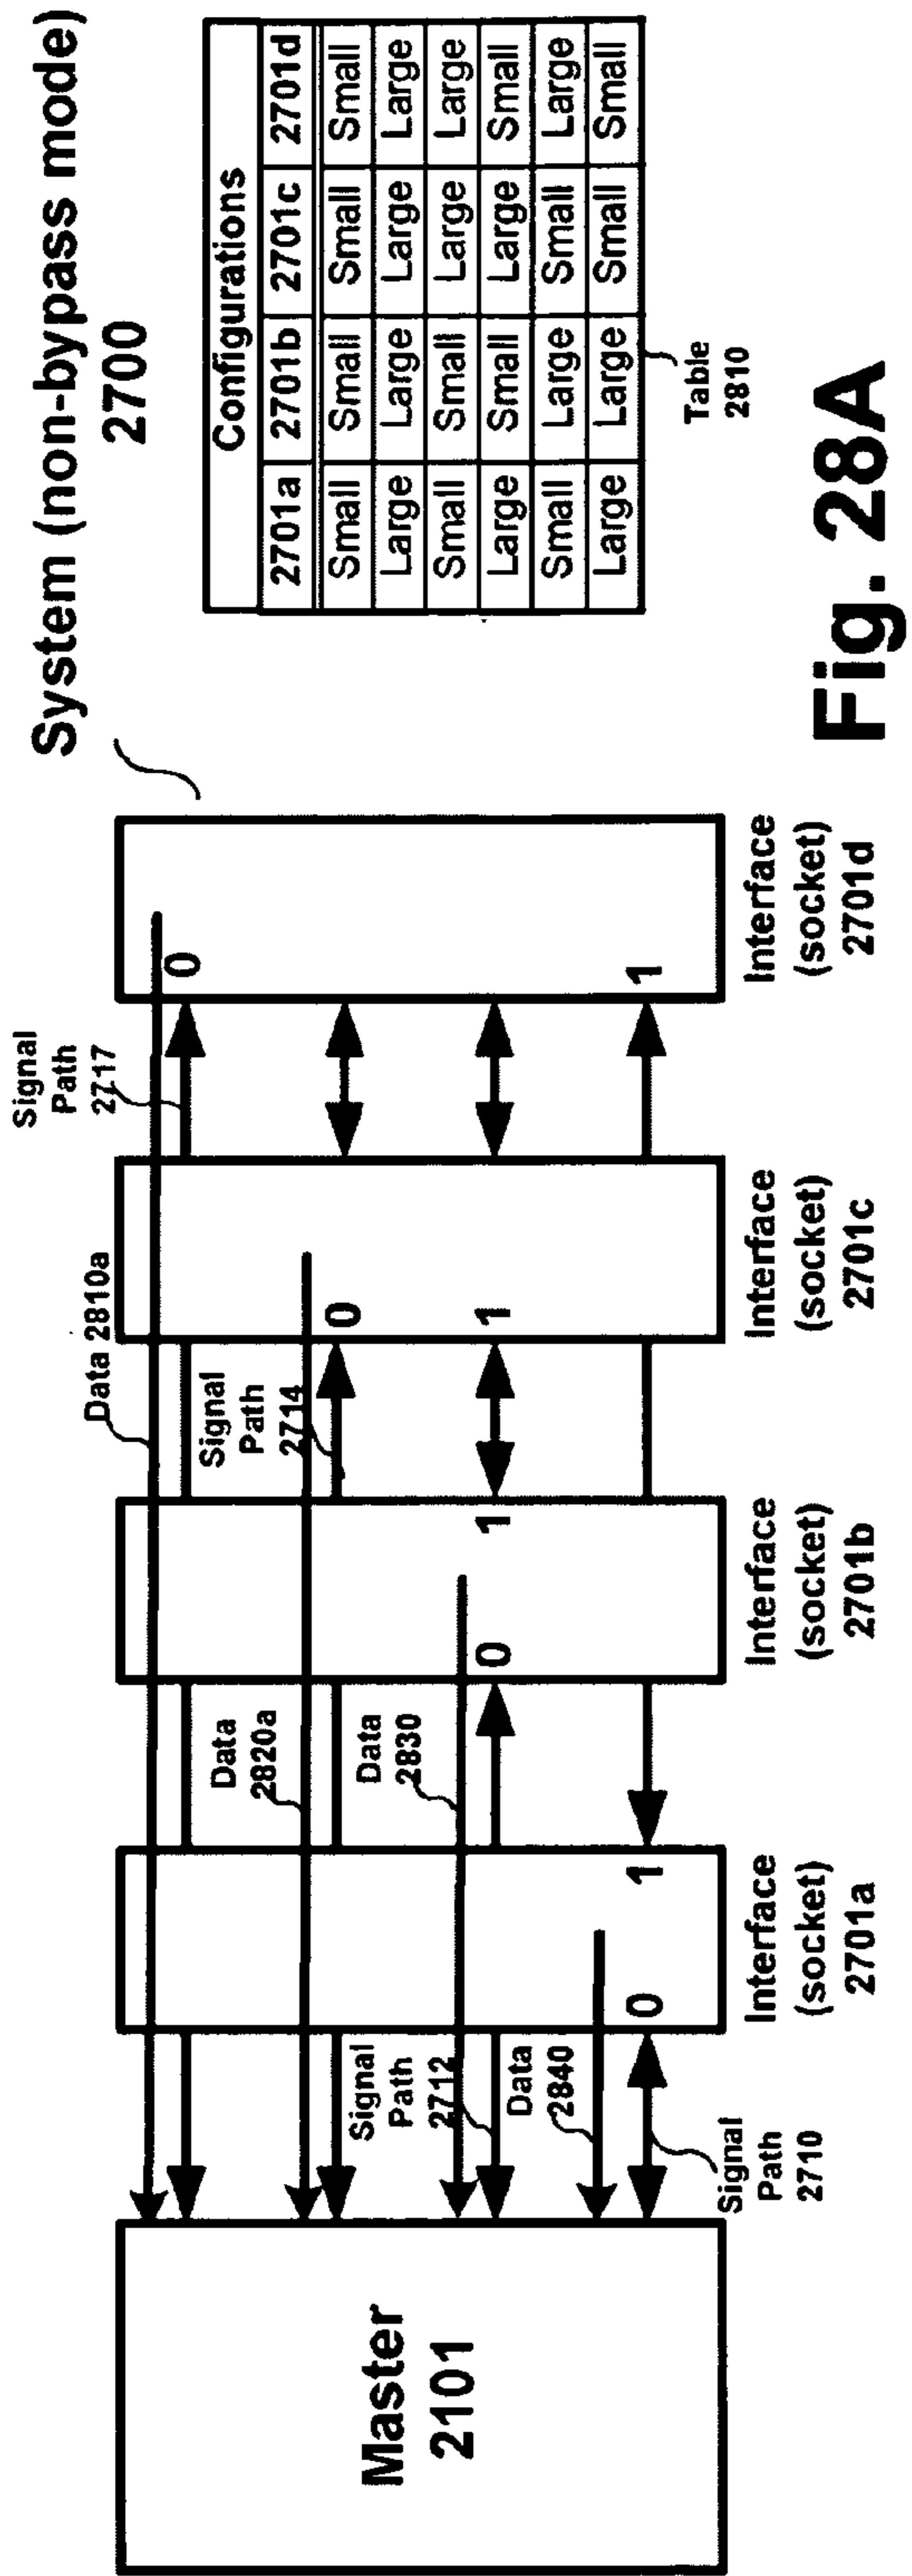 System (non-bypass mode)
2700
Configurations
2701a 2701b 2701c 2701d
Small Small Small Small
Large Large Large Large
Small Small Large Large
Large Small Large Small
Small Large Small Large
Large Large Small Small
Table
2810
Signal
Path
2717
Data 2810a
Signal
Path
2714
Data
2820a
Data
2830
Signal
Path
2712
Data
2840
Signal
Path
2710
Master
2101
0
1
0
1
0
1
0
1
Interface
(socket)
2701a
Interface
(socket)
2701b
Interface
(socket)
2701c
Interface
(socket)
2701d
Fig. 28A